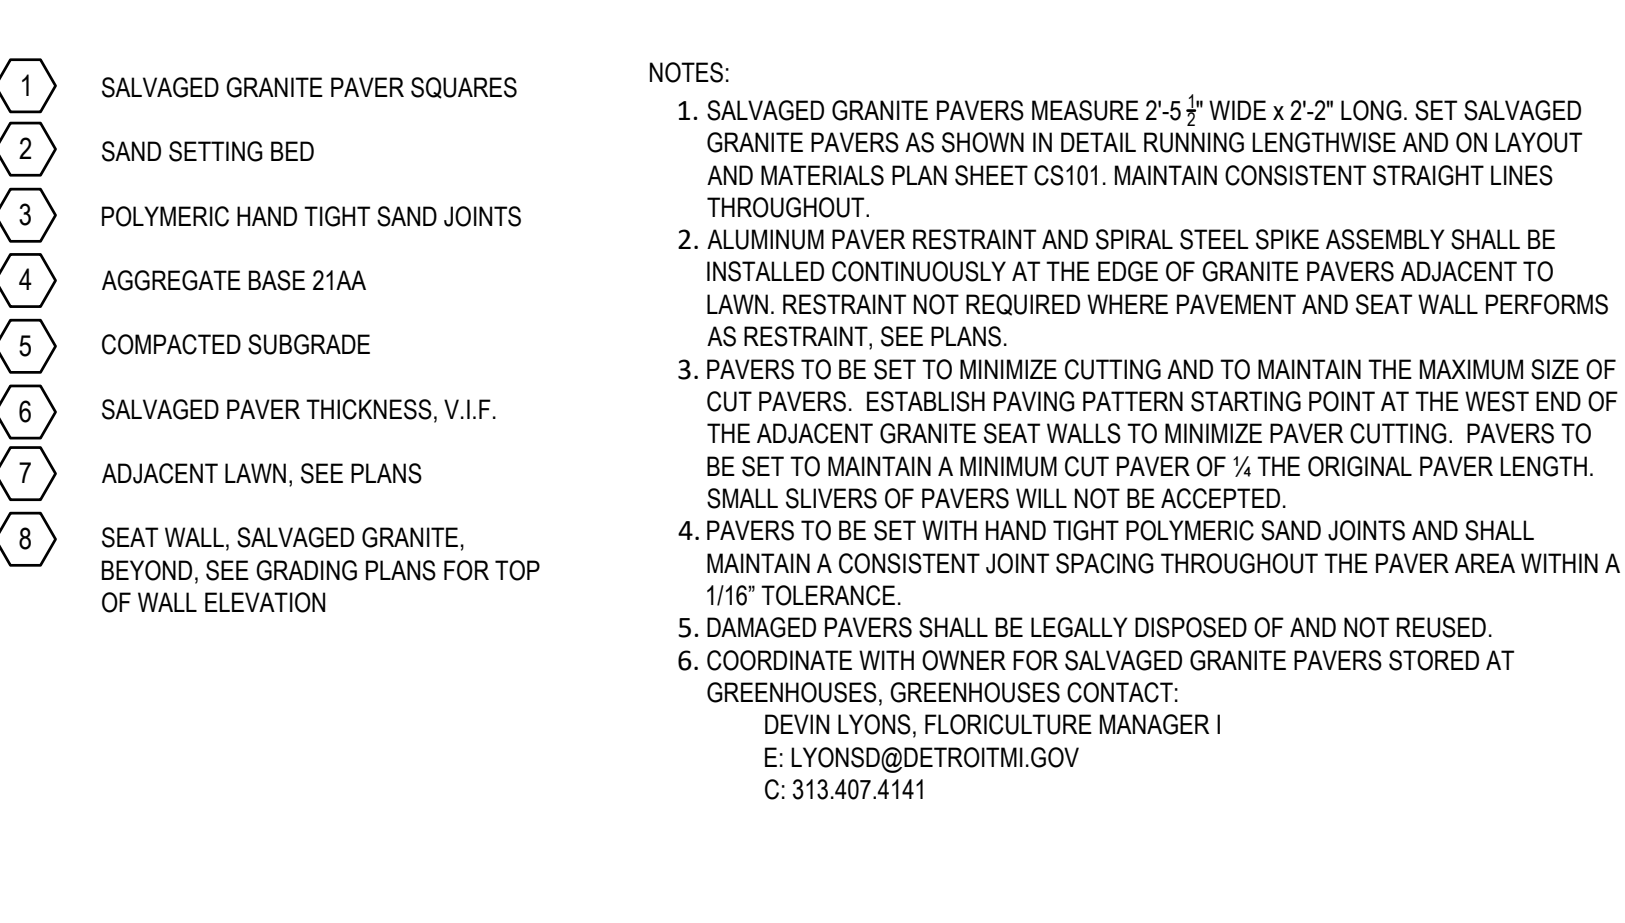 1 SALVAGED GRANITE PAVER SQUARES
2 SAND SETTING BED
3 POLYMERIC HAND TIGHT SAND JOINTS
4 AGGREGATE BASE 21AA
5 COMPACTED SUBGRADE
6 SALVAGED PAVER THICKNESS, V.I.F.
7 ADJACENT LAWN, SEE PLANS
8 SEAT WALL, SALVAGED GRANITE,
BEYOND, SEE GRADING PLANS FOR TOP
OF WALL ELEVATION
NOTES:
1. SALVAGED GRANITE PAVERS MEASURE 2'-5 ½" WIDE x 2'-2" LONG. SET SALVAGED
GRANITE PAVERS AS SHOWN IN DETAIL RUNNING LENGTHWISE AND ON LAYOUT
AND MATERIALS PLAN SHEET CS101. MAINTAIN CONSISTENT STRAIGHT LINES
THROUGHOUT.
2. ALUMINUM PAVER RESTRAINT AND SPIRAL STEEL SPIKE ASSEMBLY SHALL BE
INSTALLED CONTINUOUSLY AT THE EDGE OF GRANITE PAVERS ADJACENT TO
LAWN. RESTRAINT NOT REQUIRED WHERE PAVEMENT AND SEAT WALL PERFORMS
AS RESTRAINT, SEE PLANS.
3. PAVERS TO BE SET TO MINIMIZE CUTTING AND TO MAINTAIN THE MAXIMUM SIZE OF
CUT PAVERS.  ESTABLISH PAVING PATTERN STARTING POINT AT THE WEST END OF
THE ADJACENT GRANITE SEAT WALLS TO MINIMIZE PAVER CUTTING.  PAVERS TO
BE SET TO MAINTAIN A MINIMUM CUT PAVER OF ¼ THE ORIGINAL PAVER LENGTH.
SMALL SLIVERS OF PAVERS WILL NOT BE ACCEPTED.
4. PAVERS TO BE SET WITH HAND TIGHT POLYMERIC SAND JOINTS AND SHALL
MAINTAIN A CONSISTENT JOINT SPACING THROUGHOUT THE PAVER AREA WITHIN A
1/16” TOLERANCE.
5. DAMAGED PAVERS SHALL BE LEGALLY DISPOSED OF AND NOT REUSED.
6. COORDINATE WITH OWNER FOR SALVAGED GRANITE PAVERS STORED AT
GREENHOUSES, GREENHOUSES CONTACT:
DEVIN LYONS, FLORICULTURE MANAGER I
E: LYONSD@DETROITMI.GOV
C: 313.407.4141